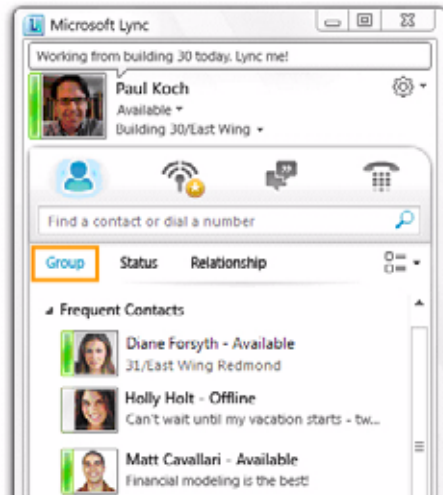 Microsoft Lync
Working from building 30 today. Lync me!
Paul Koch
Available
Building 30/East Wing
Find a contact or dial a number
Group Status Relationship
Frequent Contacts
Diane Forsyth - Available
31/East Wing Redmond
Holly Holt - Offline
Can't wait until my vacation starts - tw...
Matt Cavallari - Available
Financial modeling is the best!